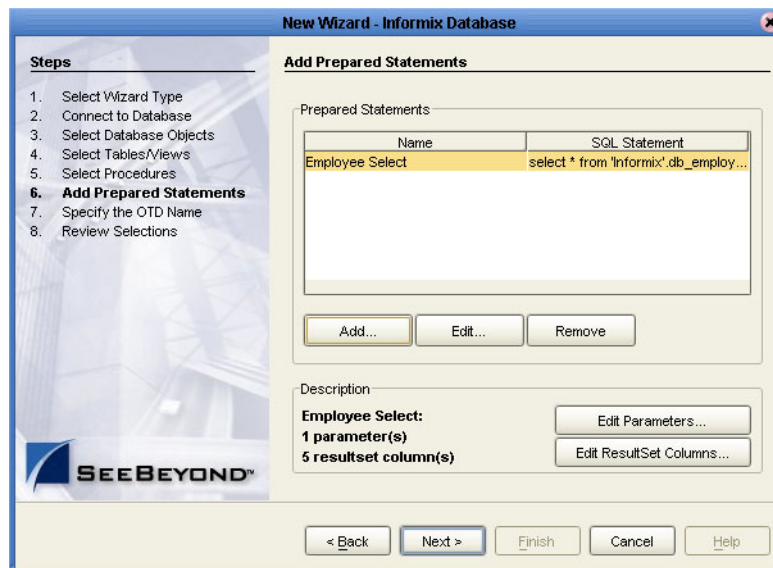 New Wizard - Informix Database
Steps
1. Select Wizard Type
2. Connect to Database
3. Select Database Objects
4. Select Tables/Views
5. Select Procedures
6. Add Prepared Statements
7. Specify the OTD Name
8. Review Selections
SEEBEYOND™
Add Prepared Statements
Prepared Statements
Name SQL Statement
Employee Select select * from 'Informix'.db_employ...
Add... Edit... Remove
Description
Employee Select:
1 parameter(s)
5 resultset column(s)
Edit Parameters...
Edit ResultSet Columns...
< Back Next > Finish Cancel Help